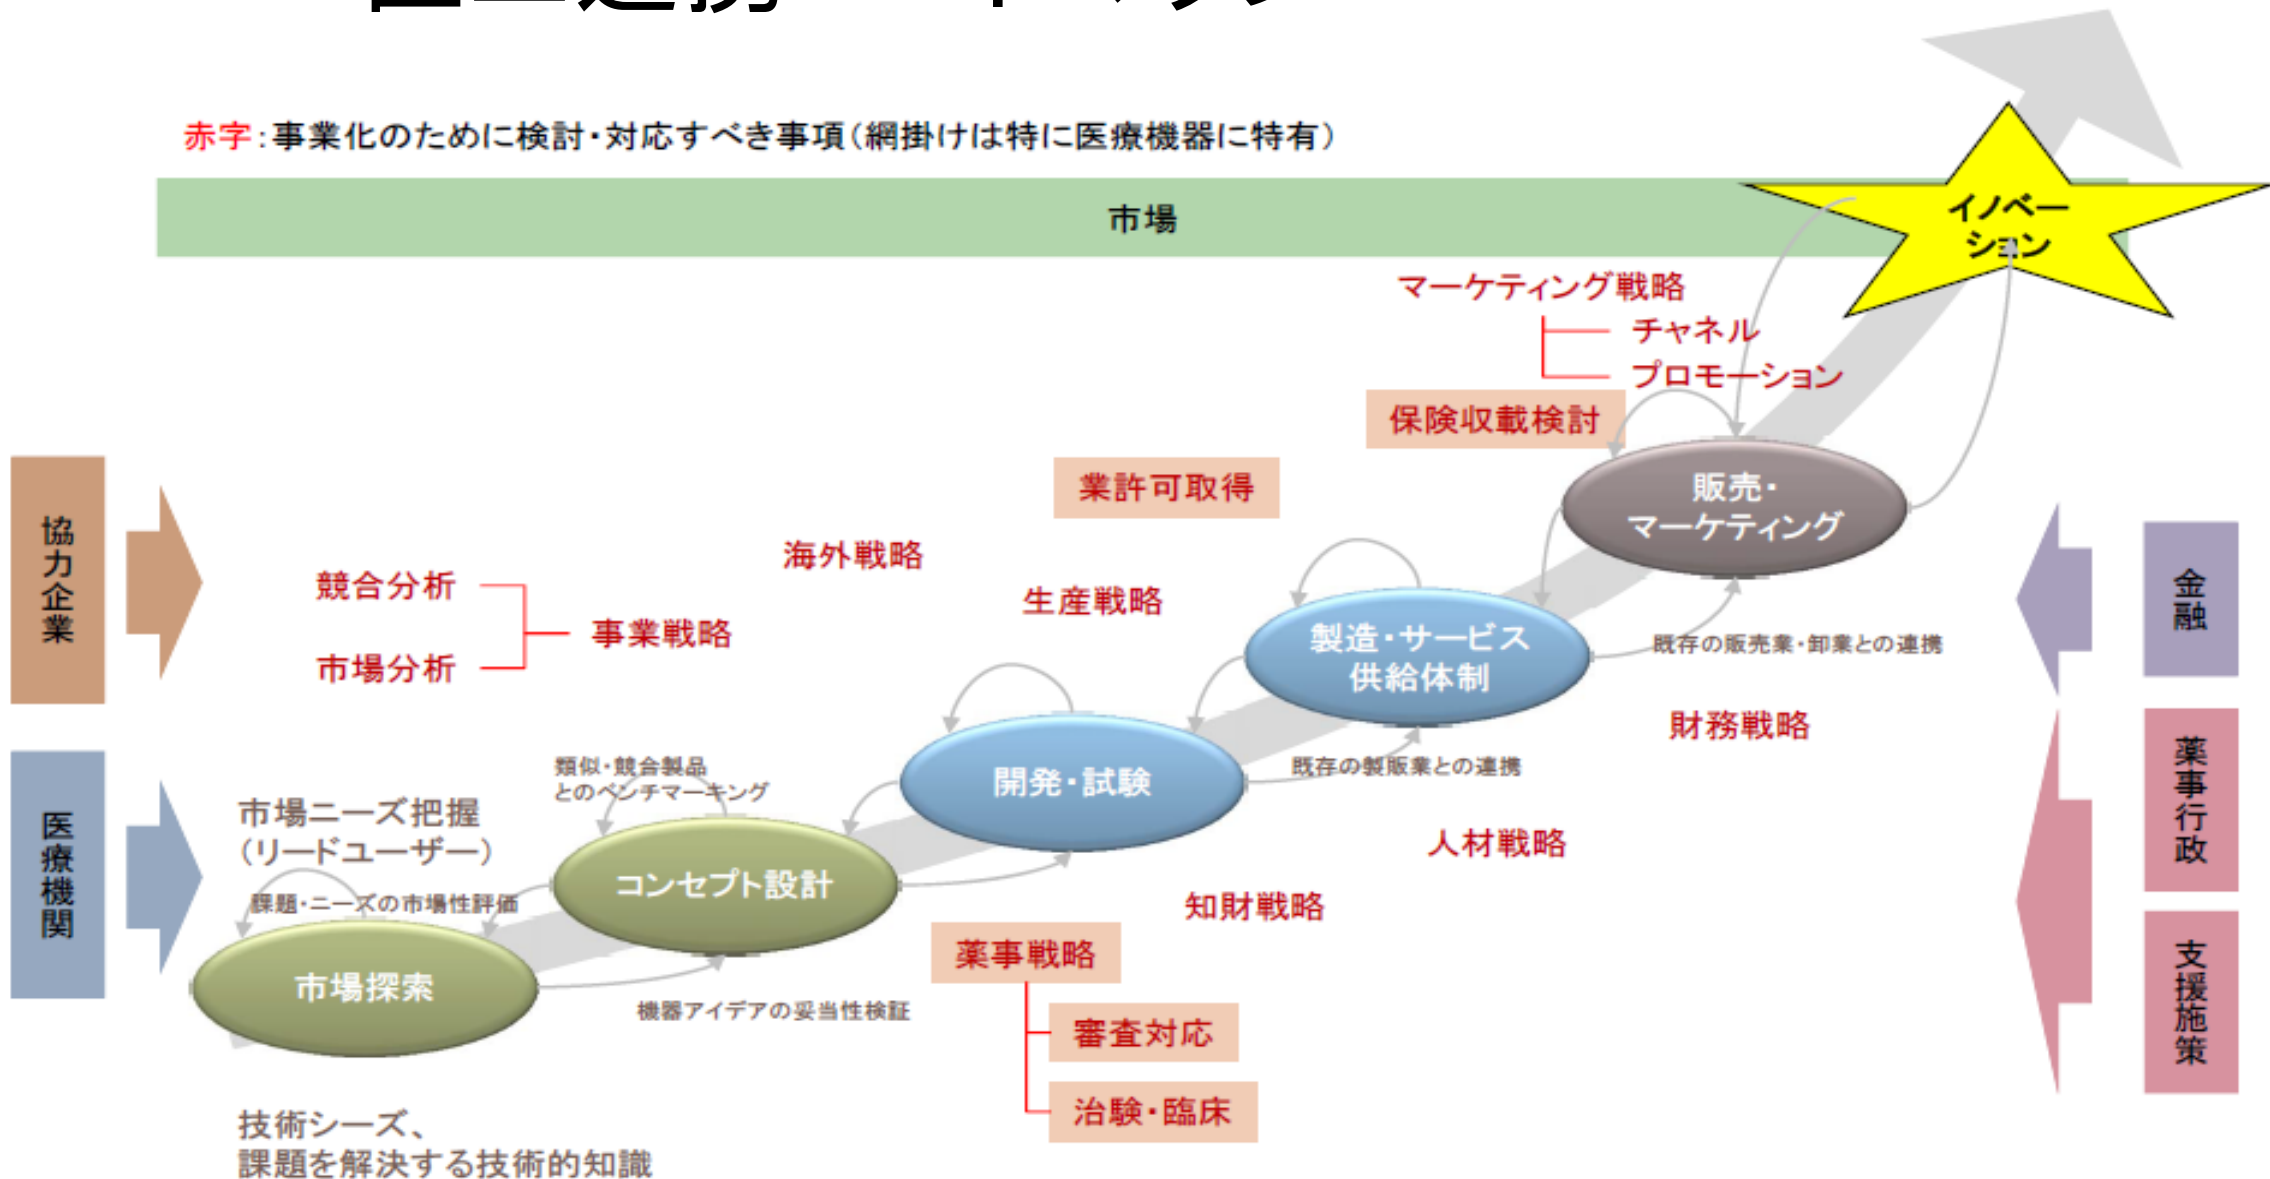 赤字：事業化のために検討・対応すべき事項（網掛けは特に医療機器に特有）
市場
イノベー
ション
マーケティング戦略
チャネル
プロモーション
保険収載検討
業許可取得
販売・
マーケティング
協力企業
海外戦略
競合分析
事業戦略
市場分析
生産戦略
製造・サービス
供給体制
既存の販売業・卸業との連携
金融
財務戦略
開発・試験
既存の製販業との連携
類似・競合製品
とのベンチマーキング
薬事行政
医療機関
市場ニーズ把握
（リードユーザー）
課題・ニーズの市場性評価
コンセプト設計
人材戦略
知財戦略
薬事戦略
審査対応
治験・臨床
市場探索
機器アイデアの妥当性検証
支援施策
技術シーズ、
課題を解決する技術的知識